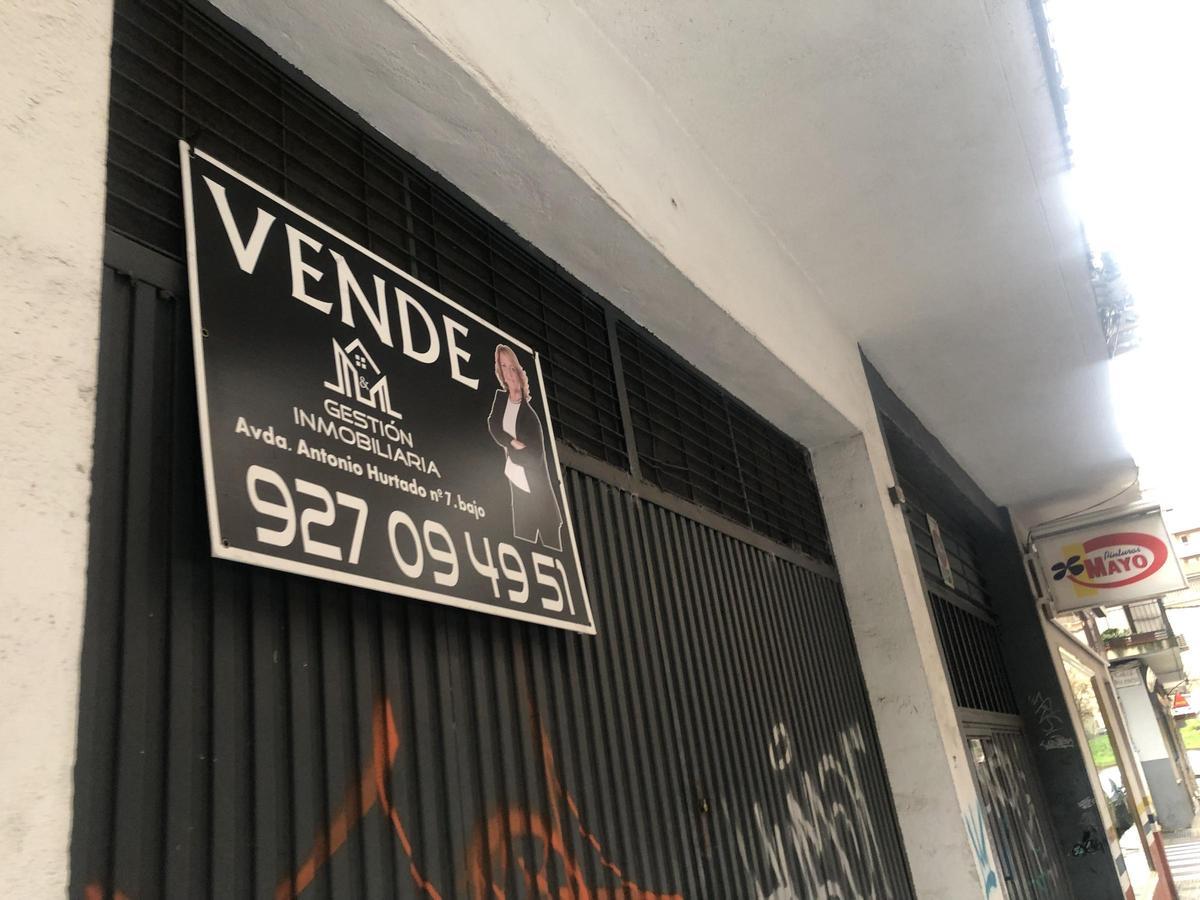 VENDE
&
GESTIÓN
INMOBILIARIA
Avda. Antonio Hurtado nº 7. bajo
927 09 49 51
Pinturas
MAYO